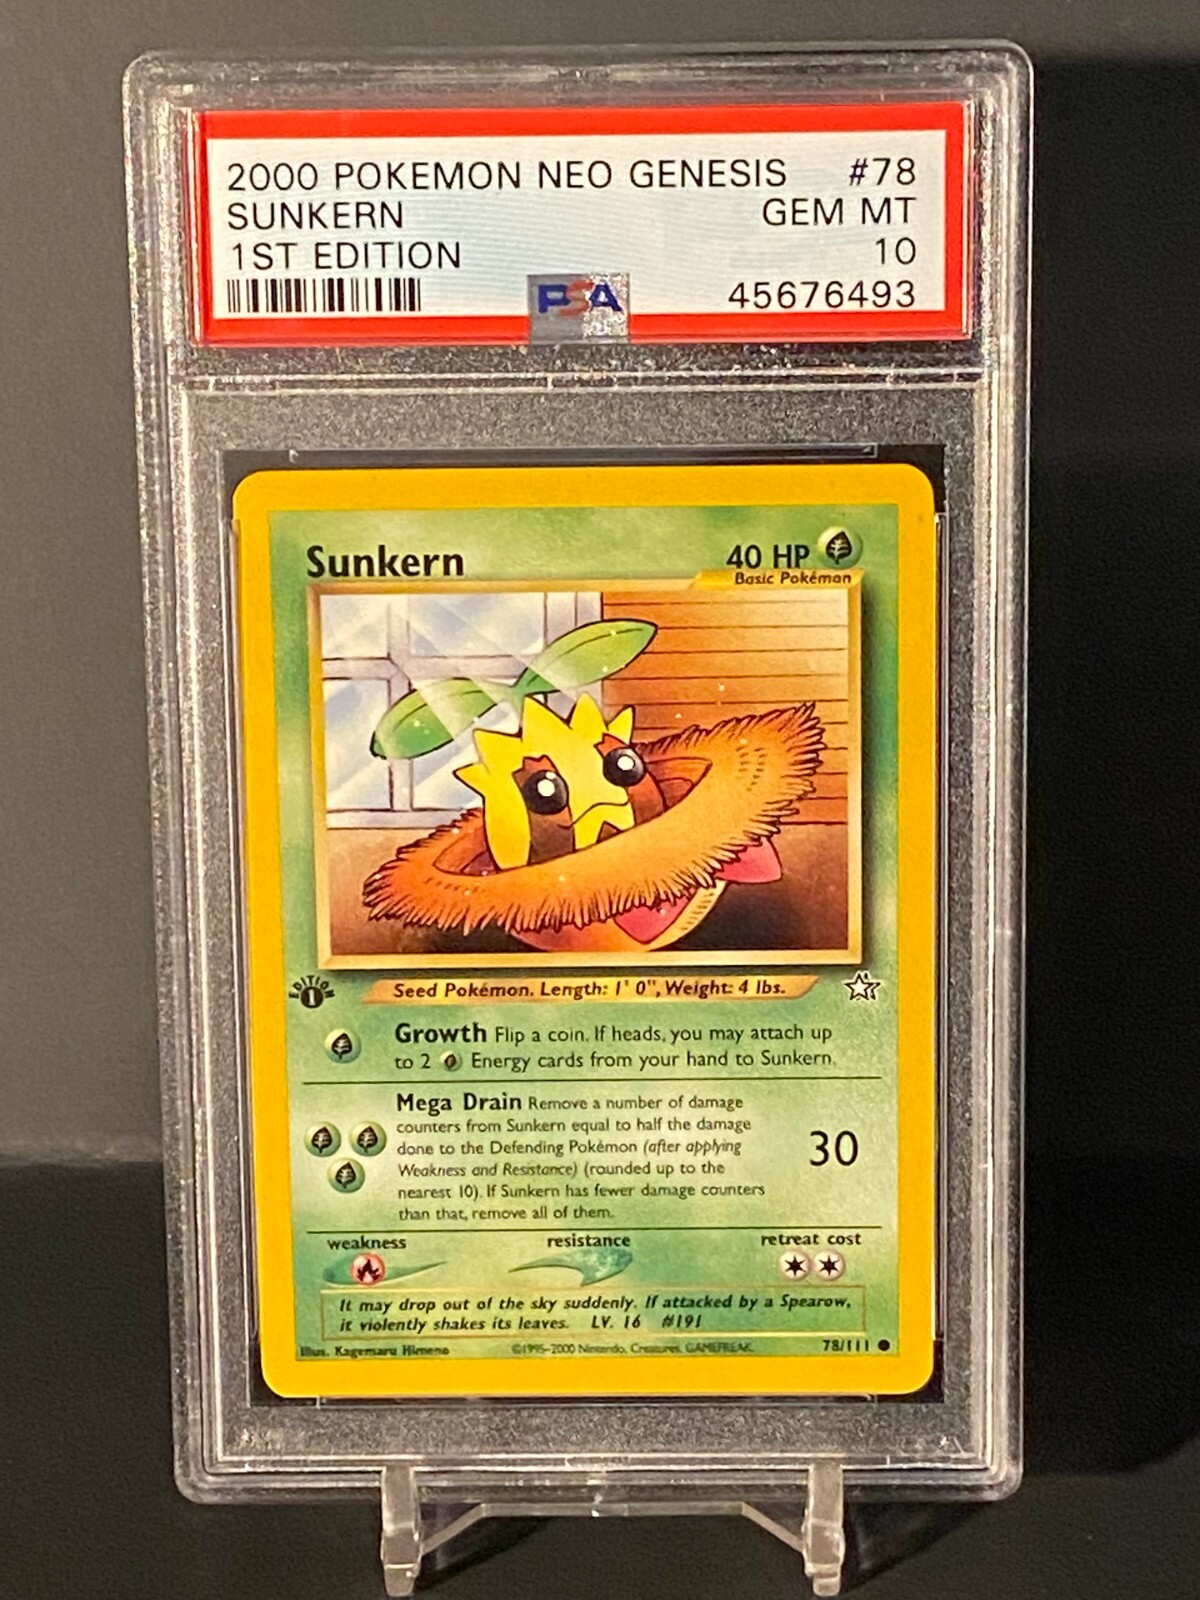 2000 POKEMON NEO GENESIS #78
SUNKERN GEM MT
1ST EDITION 10
PSA 45676493
Sunkern 40 HP
Basic Pokémon
EDITION 1
Seed Pokémon. Length: 1' 0", Weight: 4 lbs.
Growth Flip a coin. If heads, you may attach up
to 2 Energy cards from your hand to Sunkern.
Mega Drain Remove a number of damage
counters from Sunkern equal to half the damage
done to the Defending Pokémon (after applying
Weakness and Resistance) (rounded up to the
nearest 10). If Sunkern has fewer damage counters
than that, remove all of them.
30
weakness resistance retreat cost
It may drop out of the sky suddenly. If attacked by a Spearow,
it violently shakes its leaves. LV. 16 #191
Illus. Kagemaru Himeno ©1995-2000 Nintendo, Creatures, GAMEFREAK. 78/111